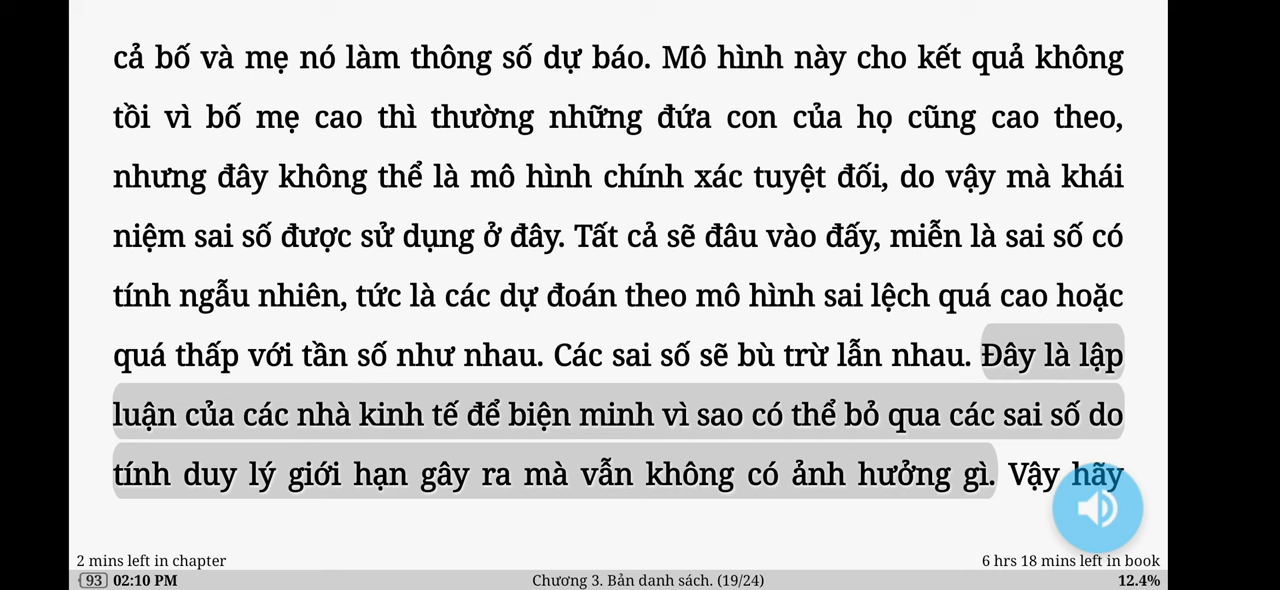 cả bố và mẹ nó làm thông số dự báo. Mô hình này cho kết quả không
tồi vì bố mẹ cao thì thường những đứa con của họ cũng cao theo,
nhưng đây không thể là mô hình chính xác tuyệt đối, do vậy mà khái
niệm sai số được sử dụng ở đây. Tất cả sẽ đâu vào đấy, miễn là sai số có
tính ngẫu nhiên, tức là các dự đoán theo mô hình sai lệch quá cao hoặc
quá thấp với tần số như nhau. Các sai số sẽ bù trừ lẫn nhau. Đây là lập
luận của các nhà kinh tế để biện minh vì sao có thể bỏ qua các sai số do
tính duy lý giới hạn gây ra mà vẫn không có ảnh hưởng gì. Vậy hãy
2 mins left in chapter
6 hrs 18 mins left in book
93 02:10 PM
Chương 3. Bản danh sách. (19/24)
12.4%